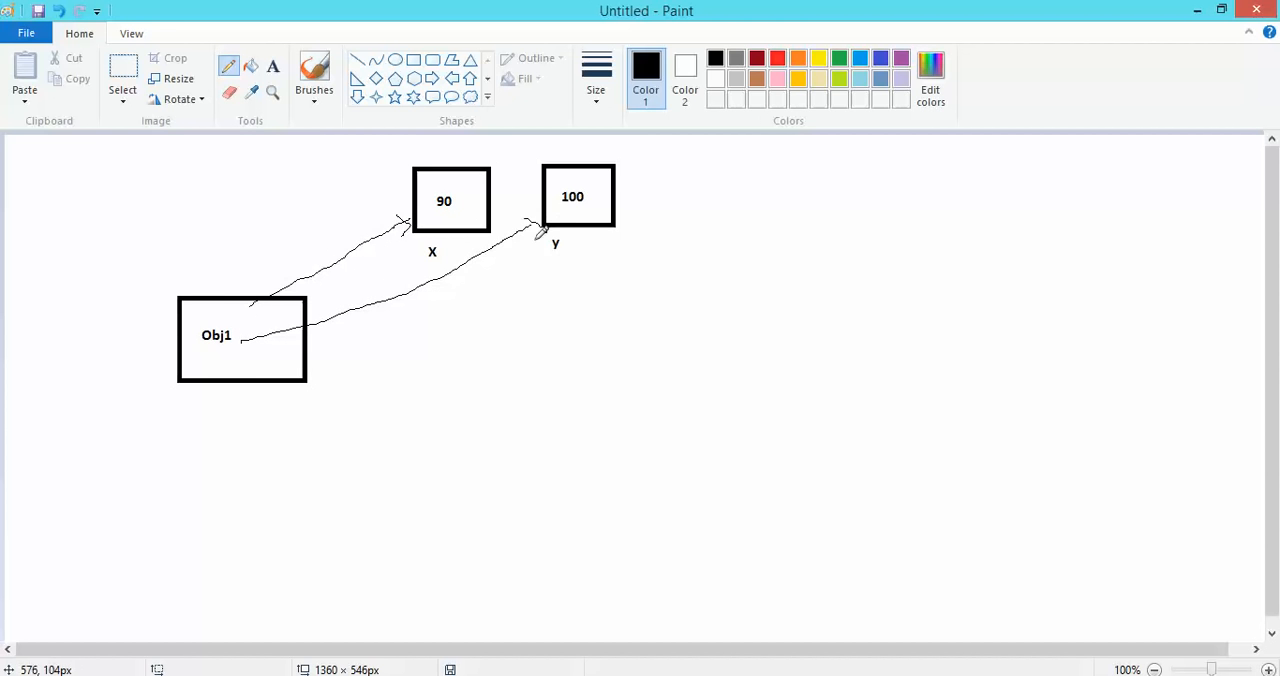 Untitled - Paint
File
Home
View
Paste
Cut
Copy
Clipboard
Select
Crop
Resize
Rotate
Image
A
Tools
Brushes
Outline
Fill
Shapes
Size
Color
1
Color
2
Edit
colors
Colors
?
90
100
X
y
Obj1
576, 104px
1360 × 546px
100%